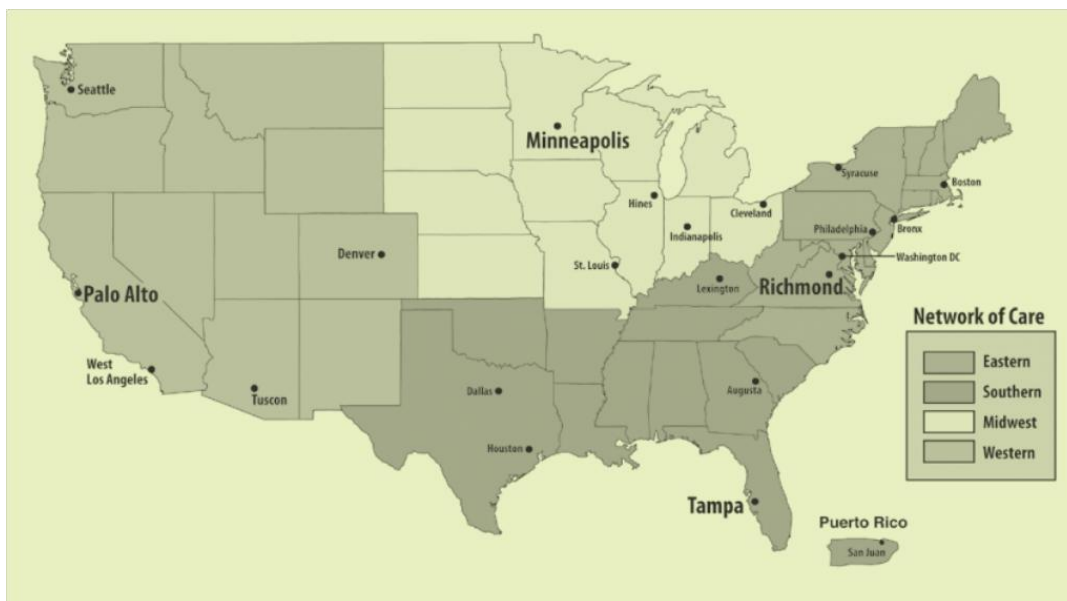 Seattle
Minneapolis
Syracuse
Boston
Hines
Cleveland
Philadelphia
Bronx
Indianapolis
Denver
Washington DC
St. Louis
Lexington
Richmond
Palo Alto
Network of Care
Eastern
West
Los Angeles
Southern
Tuscon
Dallas
Augusta
Midwest
Houston
Western
Tampa
Puerto Rico
San Juan